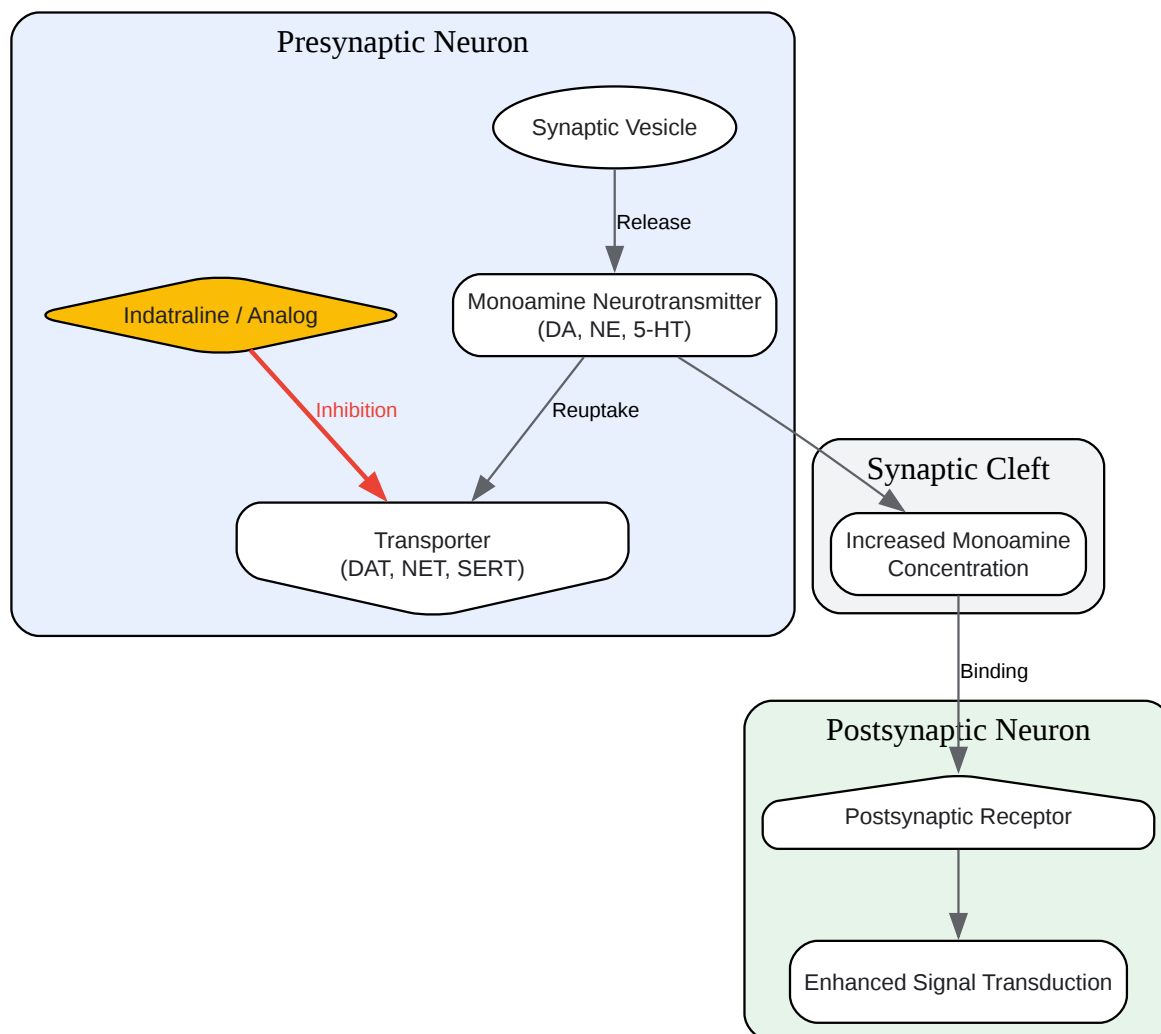 Presynaptic Neuron
Synaptic Vesicle
Release
Indatraline / Analog
Monoamine Neurotransmitter
(DA, NE, 5-HT)
Inhibition
Reuptake
Transporter
(DAT, NET, SERT)
Synaptic Cleft
Increased Monoamine
Concentration
Binding
Postsynaptic Neuron
Postsynaptic Receptor
Enhanced Signal Transduction